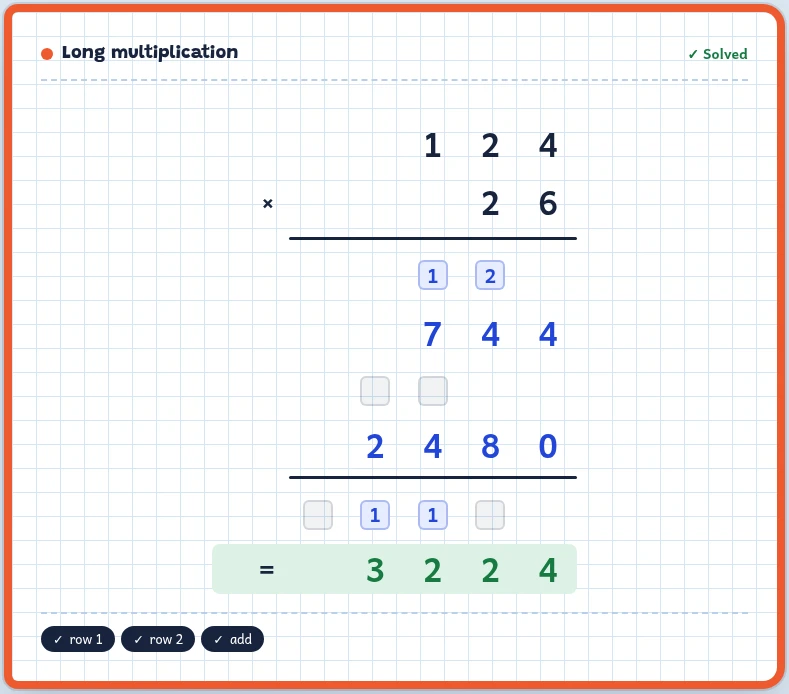 Long multiplication
✓ Solved
1 2 4
× 2 6
1 2
7 4 4
2 4 8 0
1 1
= 3 2 2 4
✓ row 1 ✓ row 2 ✓ add